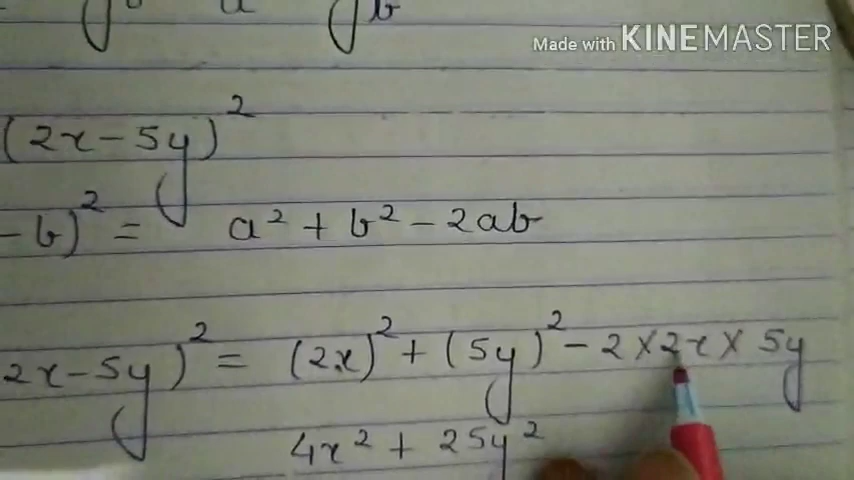 Made with KINEMASTER
(2x-5y)²
-b)² = a² + b² - 2ab
2x-5y)² = (2x)² + (5y)² - 2 × 2x × 5y
4x² + 25y²